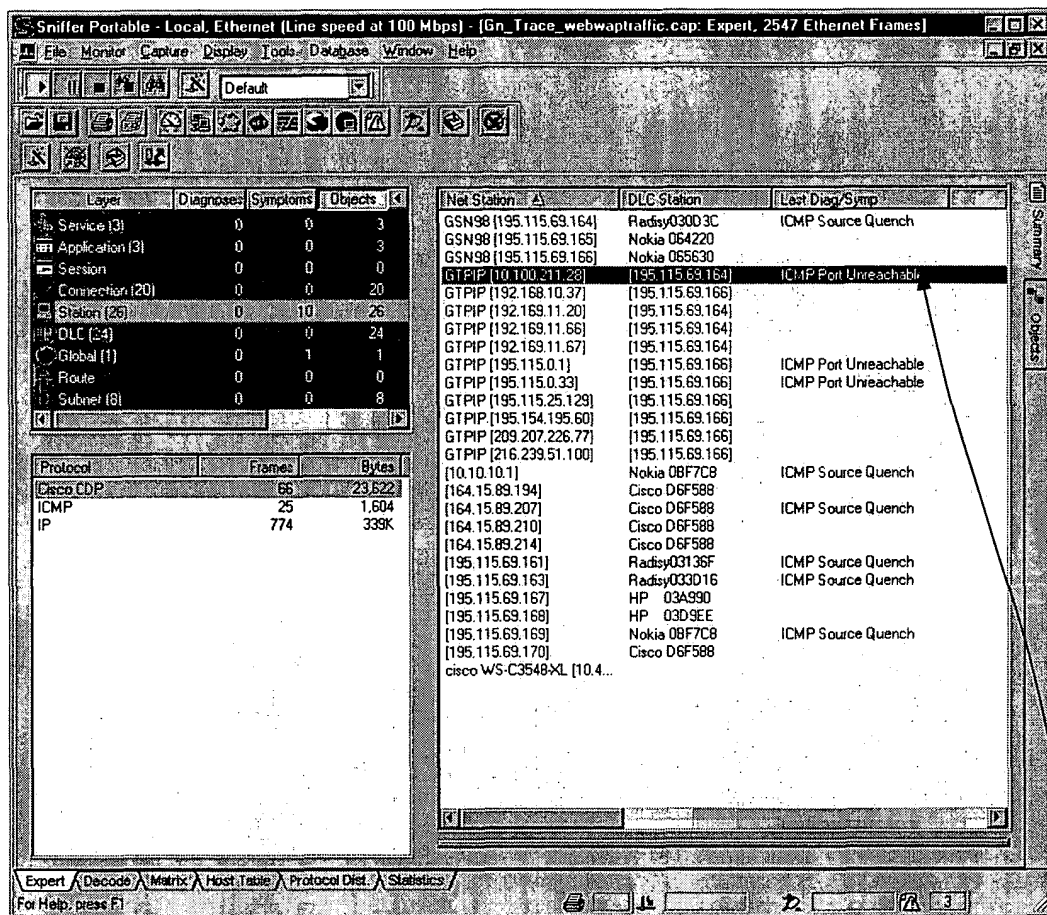 Sniffer Portable - Local, Ethernet (Line speed at 100 Mbps) - [Gn_Trace_webwaptraffic.cap: Expert, 2547 Ethernet Frames]
File Monitor Capture Display Tools Database Window Help
Default
Layer Diagnoses Symptoms Objects
Service (3) 0 0 3
Application (3) 0 0 3
Session 0 0 0
Connection (20) 0 0 20
Station (26) 0 10 26
DLC (24) 0 0 24
Global (1) 0 1 1
Route 0 0 0
Subnet (8) 0 0 8
Protocol Frames Bytes
Cisco CDP 66 23,622
ICMP 25 1,604
IP 774 339K
Net Station DLC Station Last Diag/Symp
GSN98 [195.115.69.164] Radisy030D3C ICMP Source Quench
GSN98 [195.115.69.165] Nokia 064220
GSN98 [195.115.69.166] Nokia 065630
GTPIP [10.100.211.28] [195.115.69.164] ICMP Port Unreachable
GTPIP [192.168.10.37] [195.115.69.166]
GTPIP [192.169.11.20] [195.115.69.164]
GTPIP [192.169.11.66] [195.115.69.164]
GTPIP [192.169.11.67] [195.115.69.164]
GTPIP [195.115.0.1] [195.115.69.166] ICMP Port Unreachable
GTPIP [195.115.0.33] [195.115.69.166] ICMP Port Unreachable
GTPIP [195.115.25.129] [195.115.69.166]
GTPIP [195.154.195.60] [195.115.69.166]
GTPIP [209.207.226.77] [195.115.69.166]
GTPIP [216.239.51.100] [195.115.69.166]
[10.10.10.1] Nokia 0BF7C8 ICMP Source Quench
[164.15.89.194] Cisco D6F588
[164.15.89.207] Cisco D6F588 ICMP Source Quench
[164.15.89.210] Cisco D6F588
[164.15.89.214] Cisco D6F588
[195.115.69.161] Radisy03136F ICMP Source Quench
[195.115.69.163] Radisy033D16 ICMP Source Quench
[195.115.69.167] HP 03A990
[195.115.69.168] HP 03D9EE
[195.115.69.169] Nokia 0BF7C8 ICMP Source Quench
[195.115.69.170] Cisco D6F588
cisco WS-C3548-XL [10.4...
Summary
Objects
Expert Decode Matrix Host Table Protocol Dist. Statistics
For Help, press F1
3